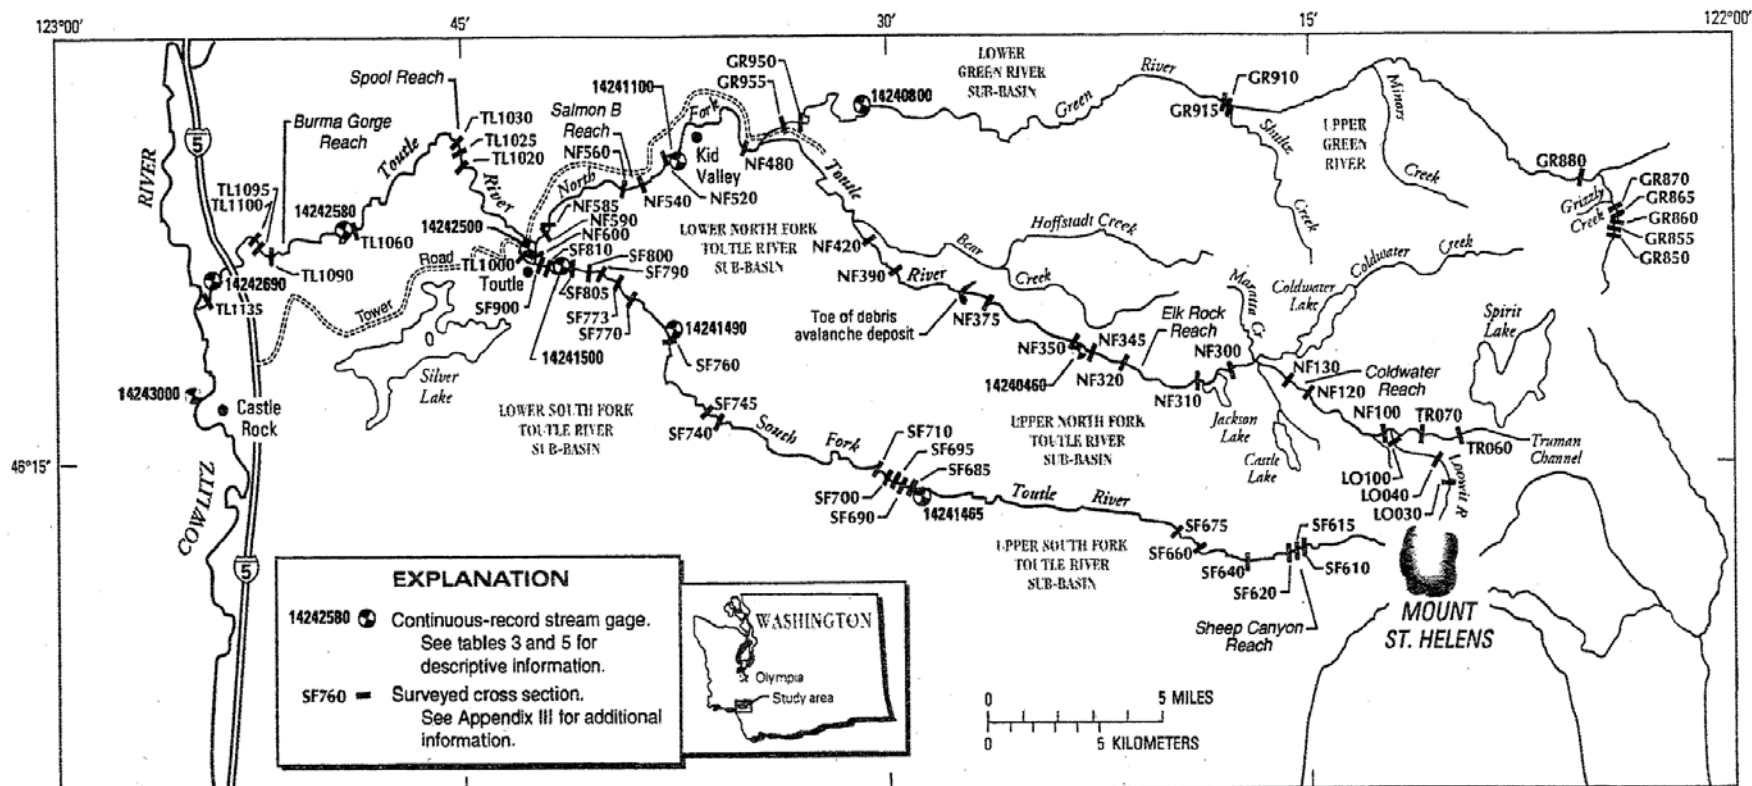 123°00'
45'
30'
15'
122°00'
Spool Reach
14241100
GR950
GR955
LOWER
GREEN RIVER
SUB-BASIN
River
GR910
Minors
Burma Gorge
Reach
TL1030
TL1025
TL1020
Salmon B
Reach
NF560
Fork
14240800
Green
GR915
Shultz
UPPER
GREEN
RIVER
Toutle
Kid
Valley
NF480
Creek
GR880
GR870
GR865
GR860
GR855
GR850
Grizzly
Creek
RIVER
TL1095
TL1100
14242580
River
North
NF540
NF520
Toutle
Creek
TL1060
14242500
NF585
NF590
NF600
SF810
SF800
SF790
LOWER NORTH FORK
TOUTLE RIVER
SUB-BASIN
NF420
Bear
Hoffstadt Creek
Creek
TL1090
Road
TL1000
Toutle
NF390
River
Creek
Maratta Cr
Coldwater
Lake
Coldwater
Creek
14242690
TL1135
Tower
SF900
SF805
SF773
SF770
14241500
14241490
SF760
Toe of debris
avalanche deposit
NF375
Elk Rock
Reach
Spirit
Lake
NF350
NF345
NF300
14240460
NF320
NF310
NF130
NF120
Coldwater
Reach
14243000
Castle
Rock
Silver
Lake
LOWER SOUTH FORK
TOUTLE RIVER
SUB-BASIN
SF745
SF740
South
Fork
UPPER NORTH FORK
TOUTLE RIVER
SUB-BASIN
Jackson
Lake
NF100
TR070
TR060
Truman
Channel
46°15'
SF710
SF695
SF685
Castle
Lake
LO100
LO040
LO030
Loowit R
COWLITZ
SF700
SF690
14241465
Toutle
River
SF675
SF660
SF615
SF610
UPPER SOUTH FORK
TOUTLE RIVER
SUB-BASIN
SF640
SF620
Sheep Canyon
Reach
MOUNT
ST. HELENS
5
5
EXPLANATION
14242580 Continuous-record stream gage.
See tables 3 and 5 for
descriptive information.
SF760 Surveyed cross section.
See Appendix III for additional
information.
WASHINGTON
Olympia
Study area
0 5 MILES
0 5 KILOMETERS